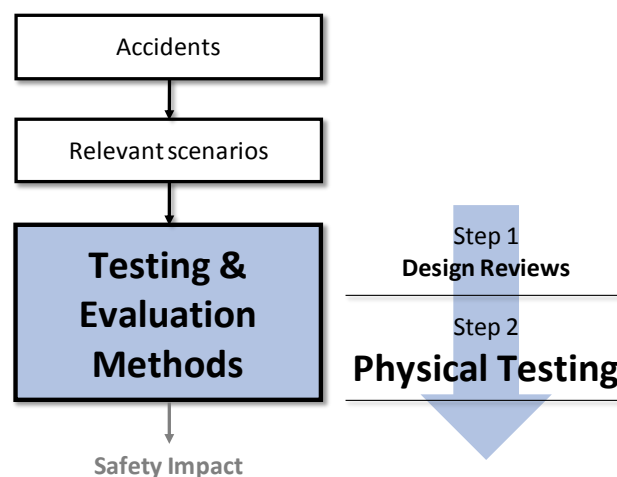 Accidents
Relevant scenarios
Testing &
Evaluation
Methods
Safety Impact
Step 1
Design Reviews
Step 2
Physical Testing